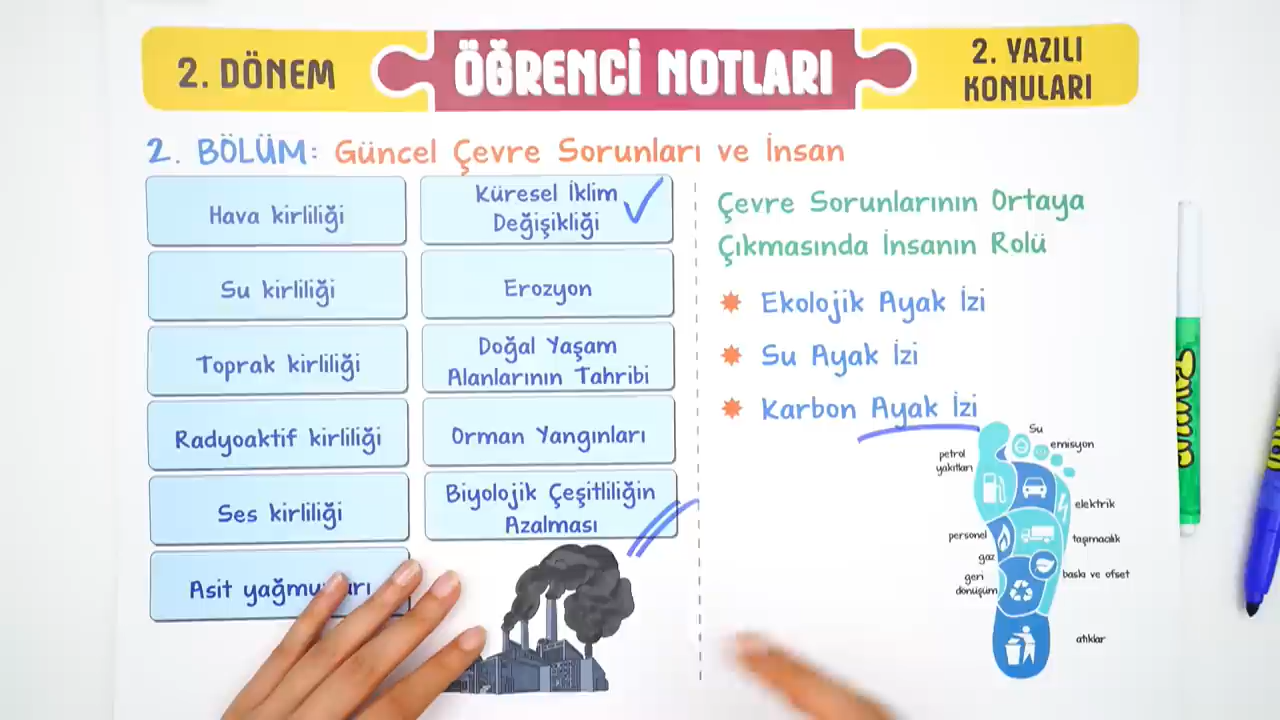 2. DÖNEM
ÖĞRENCİ NOTLARI
2. YAZILI
KONULARI
2. BÖLÜM: Güncel Çevre Sorunları ve İnsan
Hava kirliliği
Su kirliliği
Toprak kirliliği
Radyoaktif kirliliği
Ses kirliliği
Asit
Küresel İklim
Değişikliği
Erozyon
Doğal Yaşam
Alanlarının Tahribi
Orman Yangınları
Biyolojik Çeşitliliğin
Azalması
Çevre Sorunlarının Ortaya
Çıkmasında İnsanın Rolü
Ekolojik Ayak İzi
Su Ayak İzi
Karbon Ayak İzi
Su
emisyon
petrol
yakıtları
elektrik
personel
taşımacılık
gaz
geri
dönüşüm
baskı ve ofset
atıklar